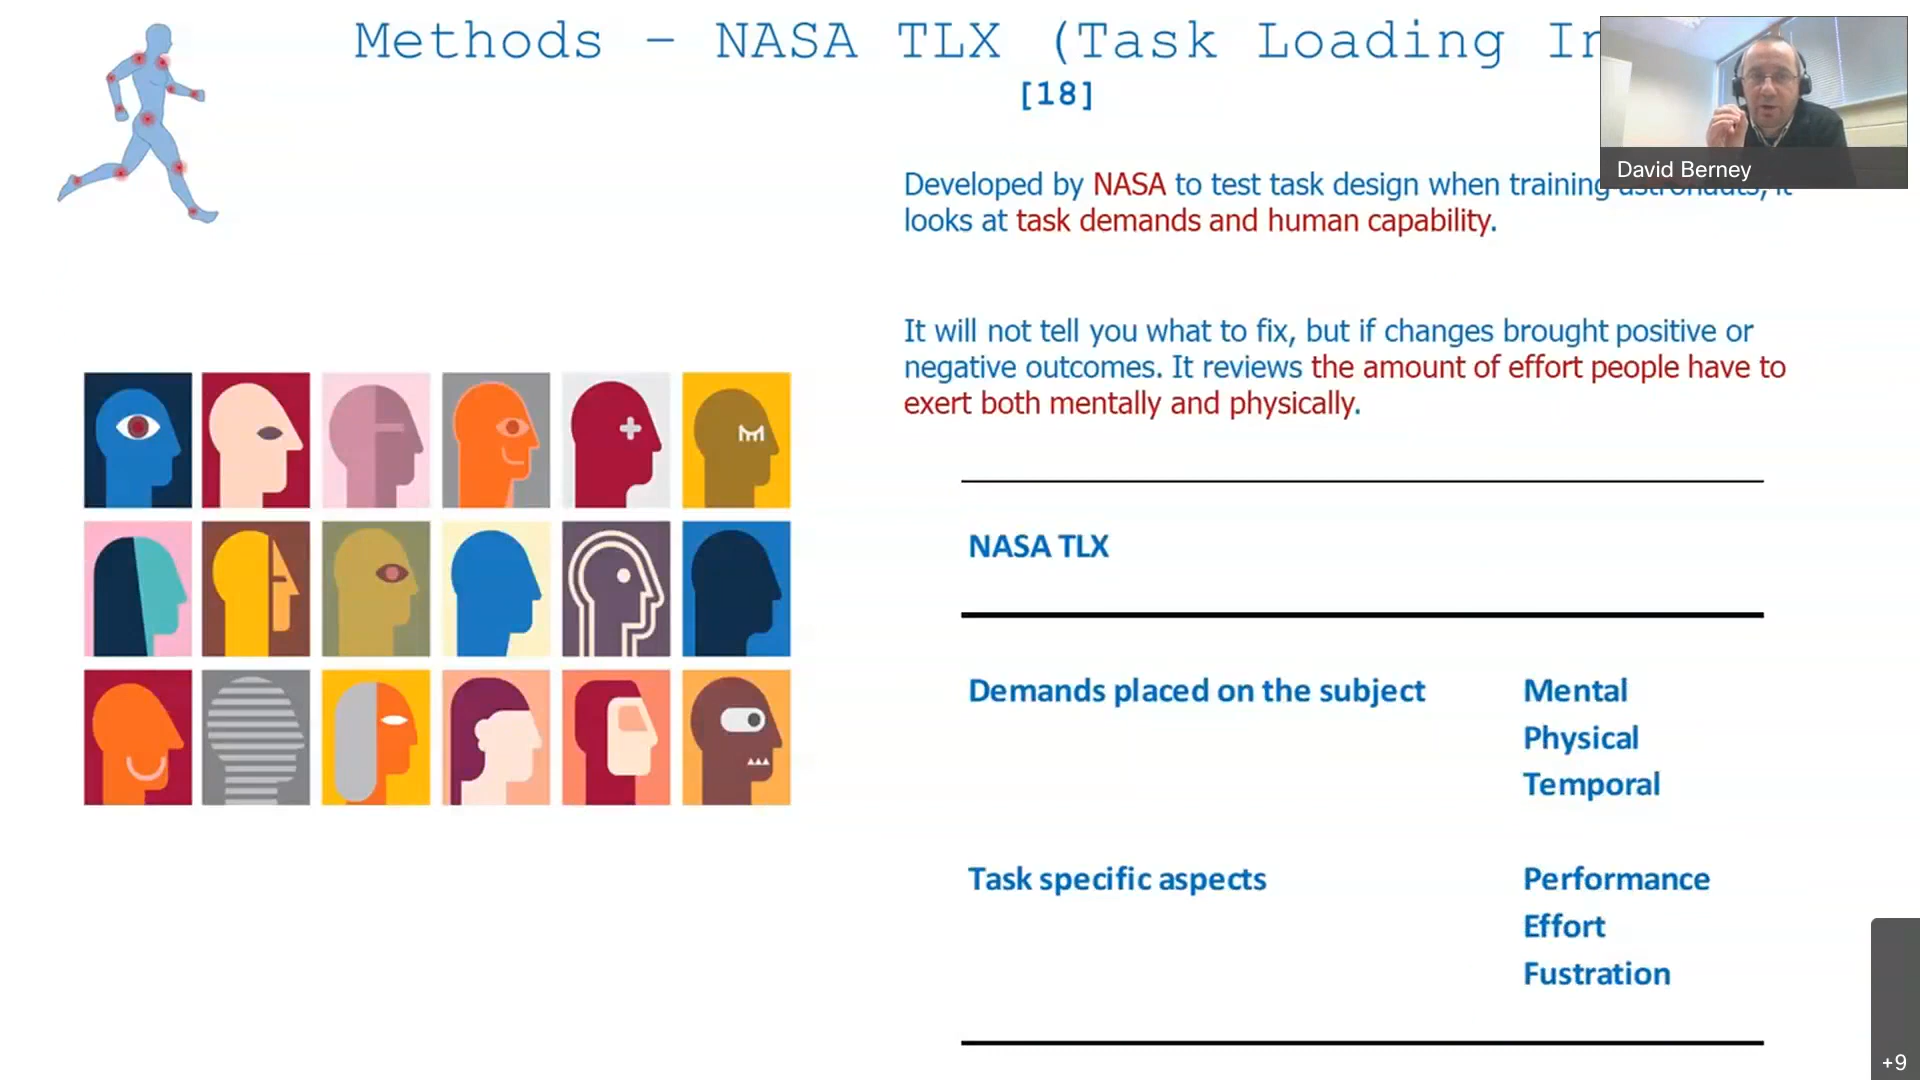 Methods – NASA TLX (Task Loading In
[18]
David Berney
Developed by NASA to test task design when training astronauts, it
looks at task demands and human capability.
It will not tell you what to fix, but if changes brought positive or
negative outcomes. It reviews the amount of effort people have to
exert both mentally and physically.
NASA TLX
Demands placed on the subject
Mental
Physical
Temporal
Task specific aspects
Performance
Effort
Fustration
+9